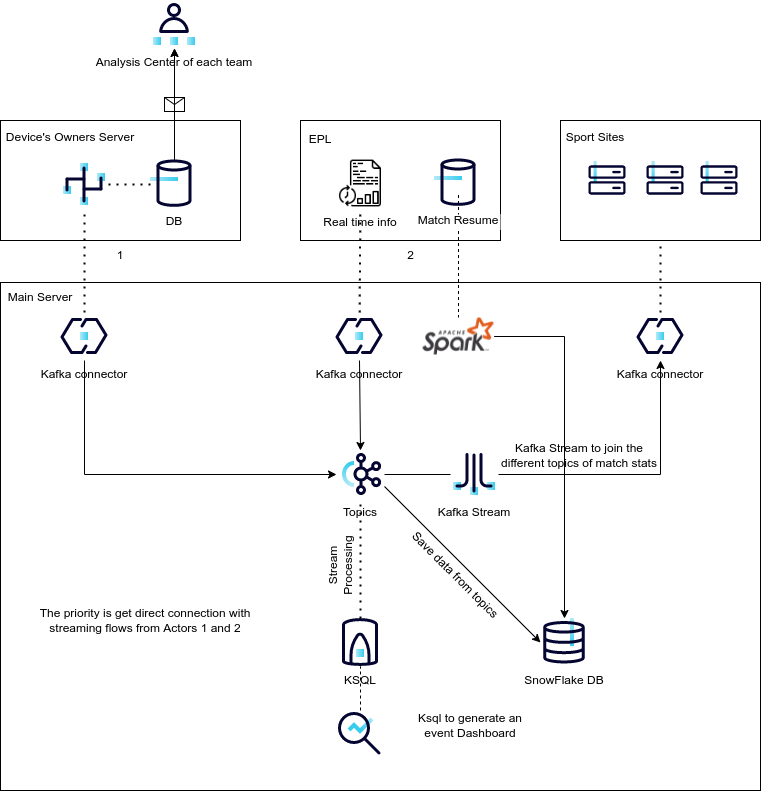 Analysis Center of each team
Device's Owners Server
DB
1
EPL
Real time info
Match Resume
2
Sport Sites
Main Server
Kafka connector
Kafka connector
APACHE
Spark
Kafka connector
Topics
Kafka Stream
Kafka Stream to join the
different topics of match stats
Stream
Processing
Save data from topics
The priority is get direct connection with
streaming flows from Actors 1 and 2
KSQL
SnowFlake DB
Ksql to generate an
event Dashboard